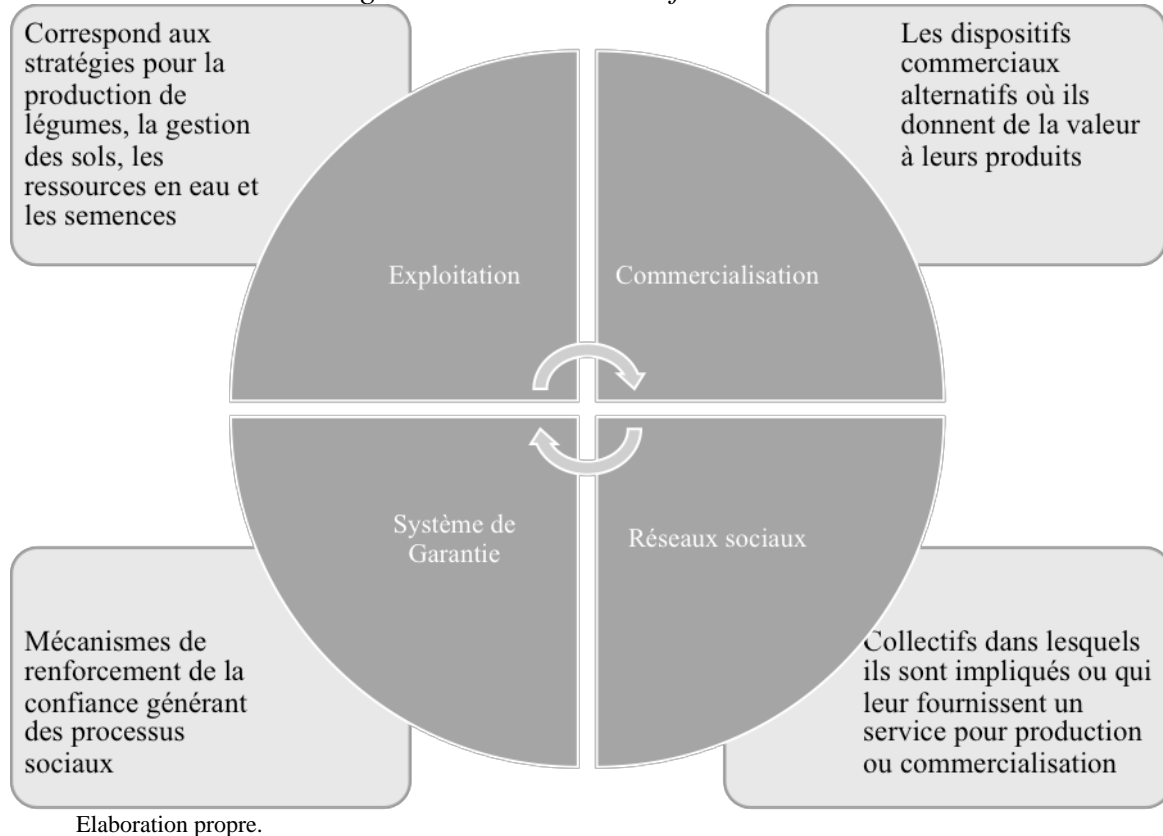 Correspond aux
stratégies pour la
production de
légumes, la gestion
des sols, les
ressources en eau et
les semences
Les dispositifs
commerciaux
alternatifs où ils
donnent de la valeur
à leurs produits
Exploitation
Commercialisation
Système de
Garantie
Réseaux sociaux
Mécanismes de
renforcement de la
confiance générant
des processus
sociaux
Collectifs dans lesquels
ils sont impliqués ou qui
leur fournissent un
service pour production
ou commercialisation
Elaboration propre.